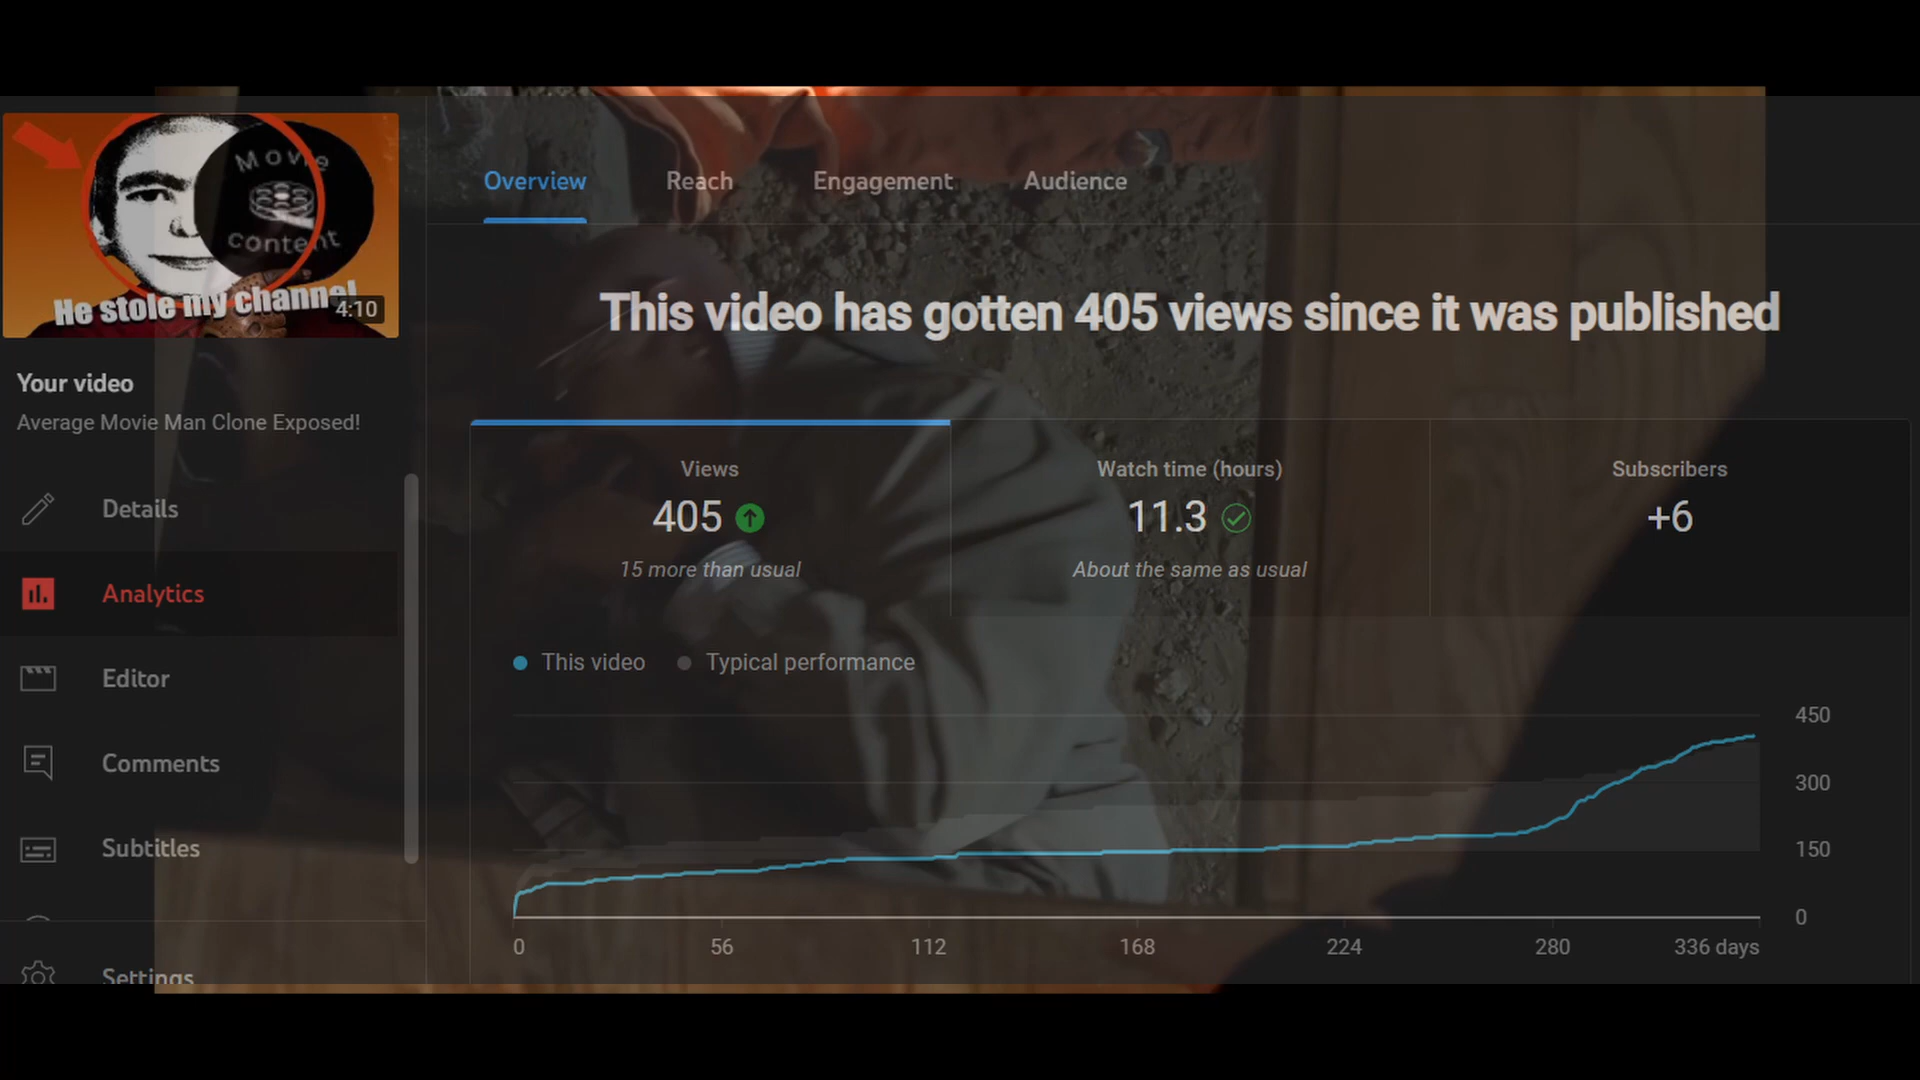 Movie
content
He stole my channel
4:10
Your video
Average Movie Man Clone Exposed!
Details
Analytics
Editor
Comments
Subtitles
Settings
Overview
Reach
Engagement
Audience
This video has gotten 405 views since it was published
Views
405
15 more than usual
Watch time (hours)
11.3
About the same as usual
Subscribers
+6
This video
Typical performance
450
300
150
0
0 56 112 168 224 280 336 days